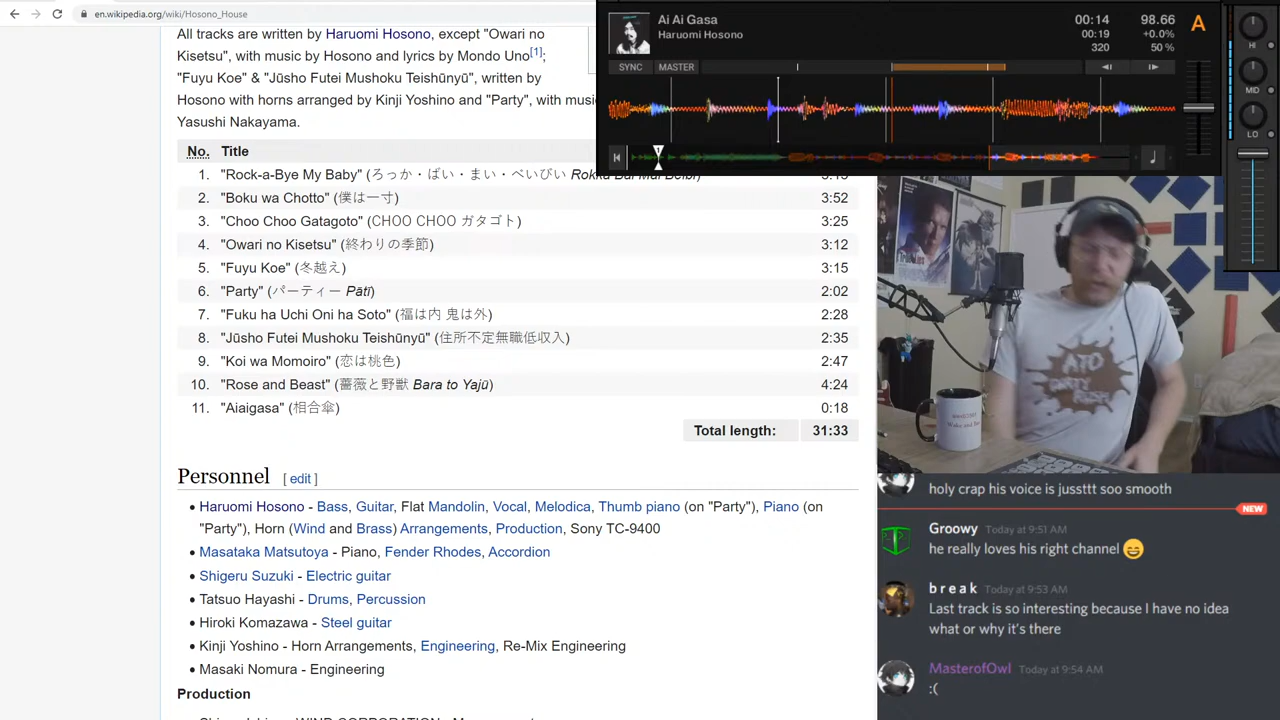 en.wikipedia.org/wiki/Hosono_House
All tracks are written by Haruomi Hosono, except "Owari no
Kisetsu", with music by Hosono and lyrics by Mondo Uno[1];
"Fuyu Koe" & "Jūsho Futei Mushoku Teishūnyū", written by
Hosono with horns arranged by Kinji Yoshino and "Party", with
Yasushi Nakayama.
No. Title
1. "Rock-a-Bye My Baby" (ろっか・ばい・まい・べいびい
2. "Boku wa Chotto" (僕は一寸) 3:52
3. "Choo Choo Gatagoto" (CHOO CHOO ガタゴト) 3:25
4. "Owari no Kisetsu" (終わりの季節) 3:12
5. "Fuyu Koe" (冬越え) 3:15
6. "Party" (パーティー Pātī) 2:02
7. "Fuku ha Uchi Oni ha Soto" (福は内 鬼は外) 2:28
8. "Jūsho Futei Mushoku Teishūnyū" (住所不定無職低収入) 2:35
9. "Koi wa Momoiro" (恋は桃色) 2:47
10. "Rose and Beast" (薔薇と野獣 Bara to Yajū) 4:24
11. "Aiaigasa" (相合傘) 0:18
Total length: 31:33
Personnel [ edit ]
• Haruomi Hosono - Bass, Guitar, Flat Mandolin, Vocal, Melodica, Thumb piano (on "Party"), Piano (on
"Party"), Horn (Wind and Brass) Arrangements, Production, Sony TC-9400
• Masataka Matsutoya - Piano, Fender Rhodes, Accordion
• Shigeru Suzuki - Electric guitar
• Tatsuo Hayashi - Drums, Percussion
• Hiroki Komazawa - Steel guitar
• Kinji Yoshino - Horn Arrangements, Engineering, Re-Mix Engineering
• Masaki Nomura - Engineering
Production
Ai Ai Gasa
Haruomi Hosono
00:14 98.66
00:19 +0.0%
320 50 %
A
SYNC MASTER
HI
MID
LO
ATO
holy crap his voice is jussttt soo smooth
NEW
Groowy Today at 9:51 AM
he really loves his right channel 😄
b r e a k Today at 9:53 AM
Last track is so interesting because I have no idea
what or why it's there
MasterofOwl Today at 9:54 AM
:(